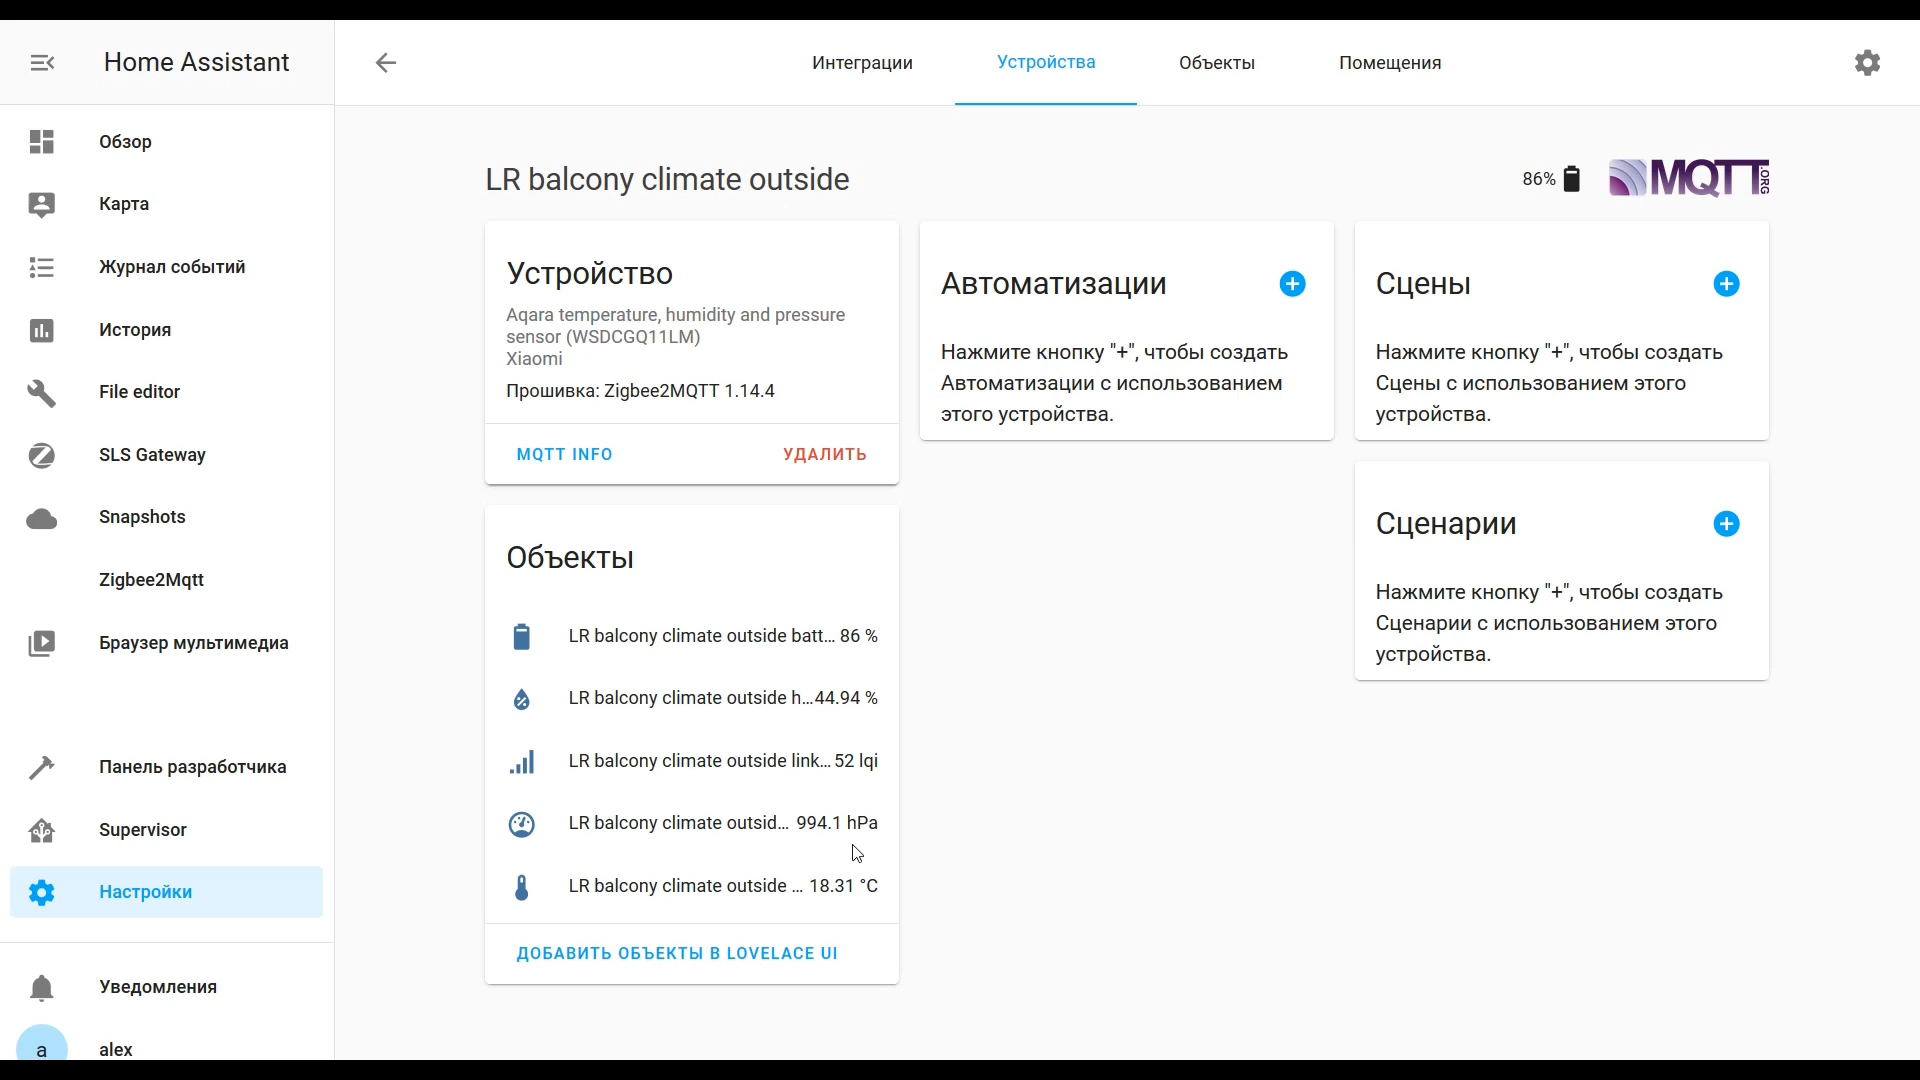 Home Assistant
Интеграции
Устройства
Объекты
Помещения
Обзор
Карта
Журнал событий
История
File editor
SLS Gateway
Snapshots
Zigbee2Mqtt
Браузер мультимедиа
Панель разработчика
Supervisor
Настройки
Уведомления
a
alex
LR balcony climate outside
86%
MQTT.ORG
Устройство
Aqara temperature, humidity and pressure
sensor (WSDCGQ11LM)
Xiaomi
Прошивка: Zigbee2MQTT 1.14.4
MQTT INFO
УДАЛИТЬ
Объекты
LR balcony climate outside batt... 86 %
LR balcony climate outside h... 44.94 %
LR balcony climate outside link... 52 lqi
LR balcony climate outsid... 994.1 hPa
LR balcony climate outside ... 18.31 °C
ДОБАВИТЬ ОБЪЕКТЫ В LOVELACE UI
Автоматизации
Нажмите кнопку "+", чтобы создать
Автоматизации с использованием
этого устройства.
Сцены
Нажмите кнопку "+", чтобы создать
Сцены с использованием этого
устройства.
Сценарии
Нажмите кнопку "+", чтобы создать
Сценарии с использованием этого
устройства.